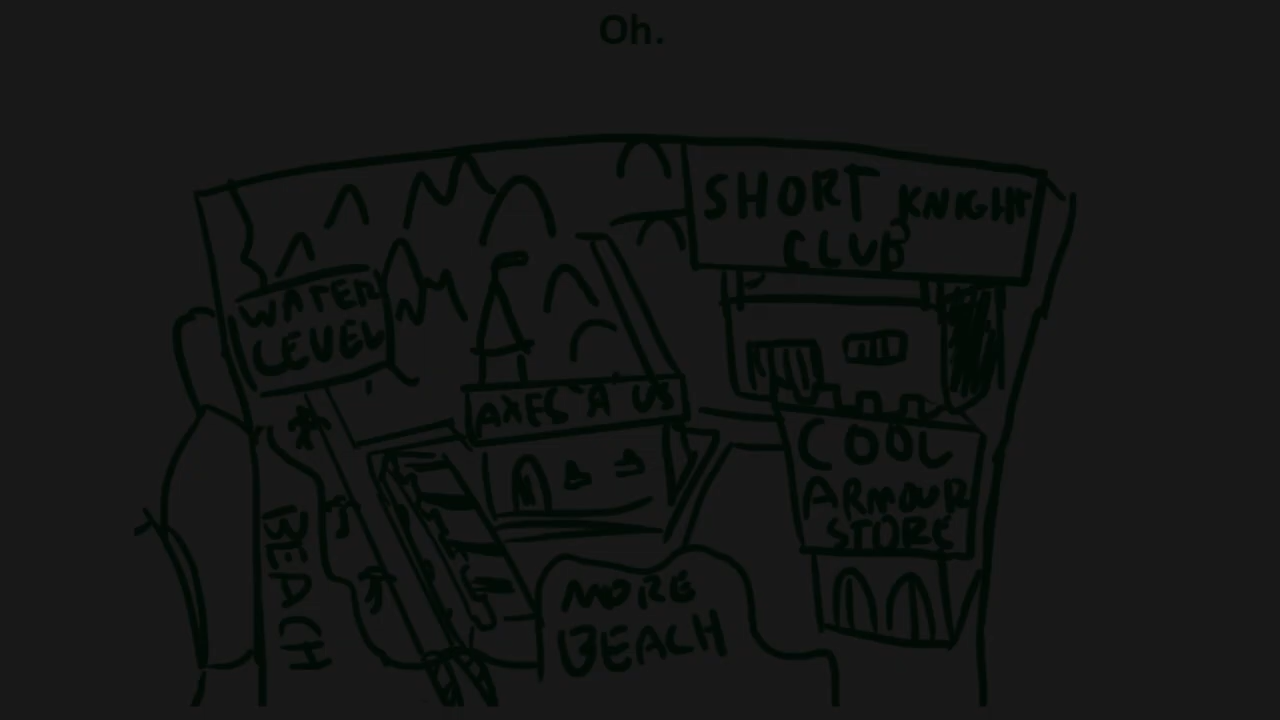 Oh.
SHORT KNIGHT
CLUB
WATER
LEVEL
AXES 'A' US
COOL
ARMOUR
STORE
BEACH
MORE
BEACH